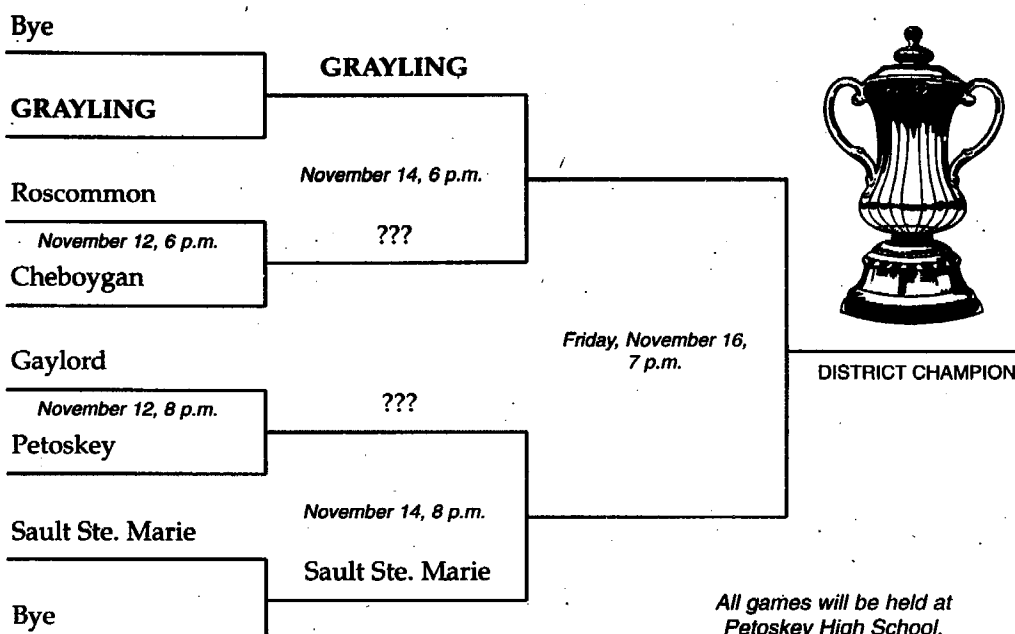 Bye
GRAYLING
GRAYLING
November 14, 6 p.m.
Roscommon
November 12, 6 p.m.
???
Cheboygan
Friday, November 16,
7 p.m.
DISTRICT CHAMPION
Gaylord
November 12, 8 p.m.
???
Petoskey
November 14, 8 p.m.
Sault Ste. Marie
Sault Ste. Marie
Bye
All games will be held at
Petoskey High School.